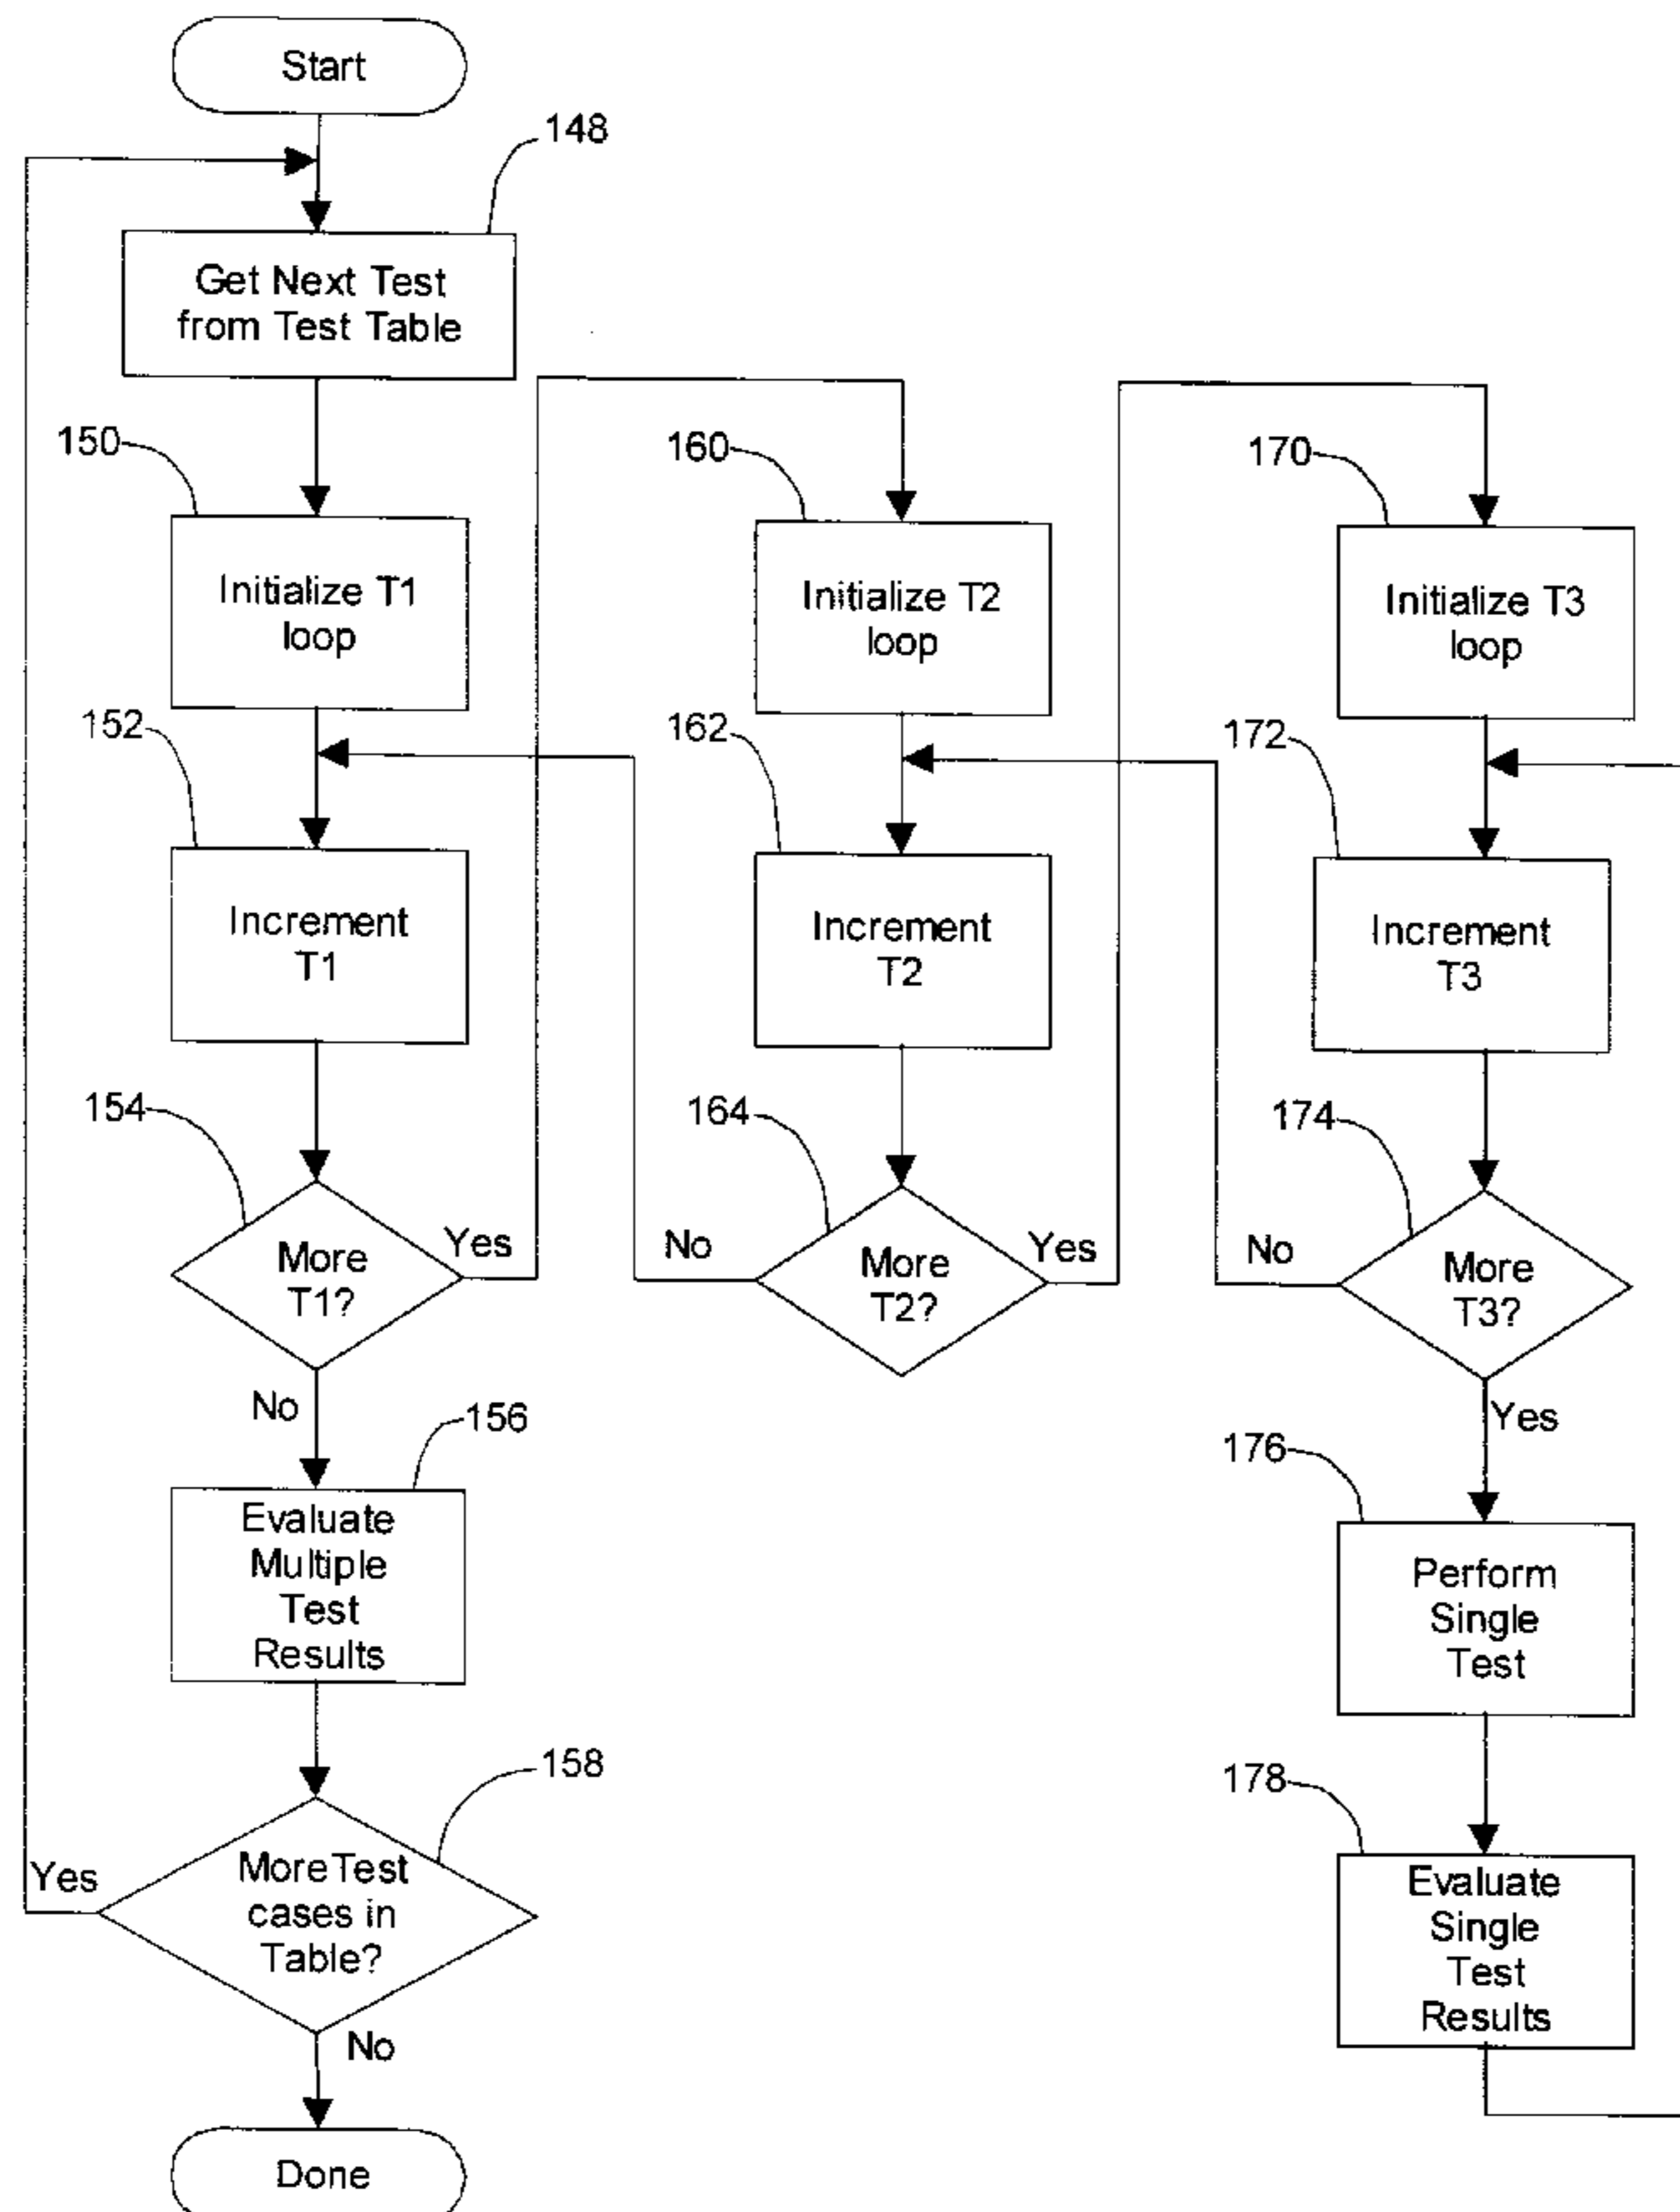 Start
148
Get Next Test
from Test Table
150
Initialize T1
loop
152
Increment
T1
154
More
T1?
Yes
No
156
Evaluate
Multiple
Test
Results
158
More Test
cases in
Table?
Yes
No
Done
160
Initialize T2
loop
162
Increment
T2
164
No
More
T2?
Yes
170
Initialize T3
loop
172
Increment
T3
174
No
More
T3?
Yes
176
Perform
Single
Test
178
Evaluate
Single
Test
Results